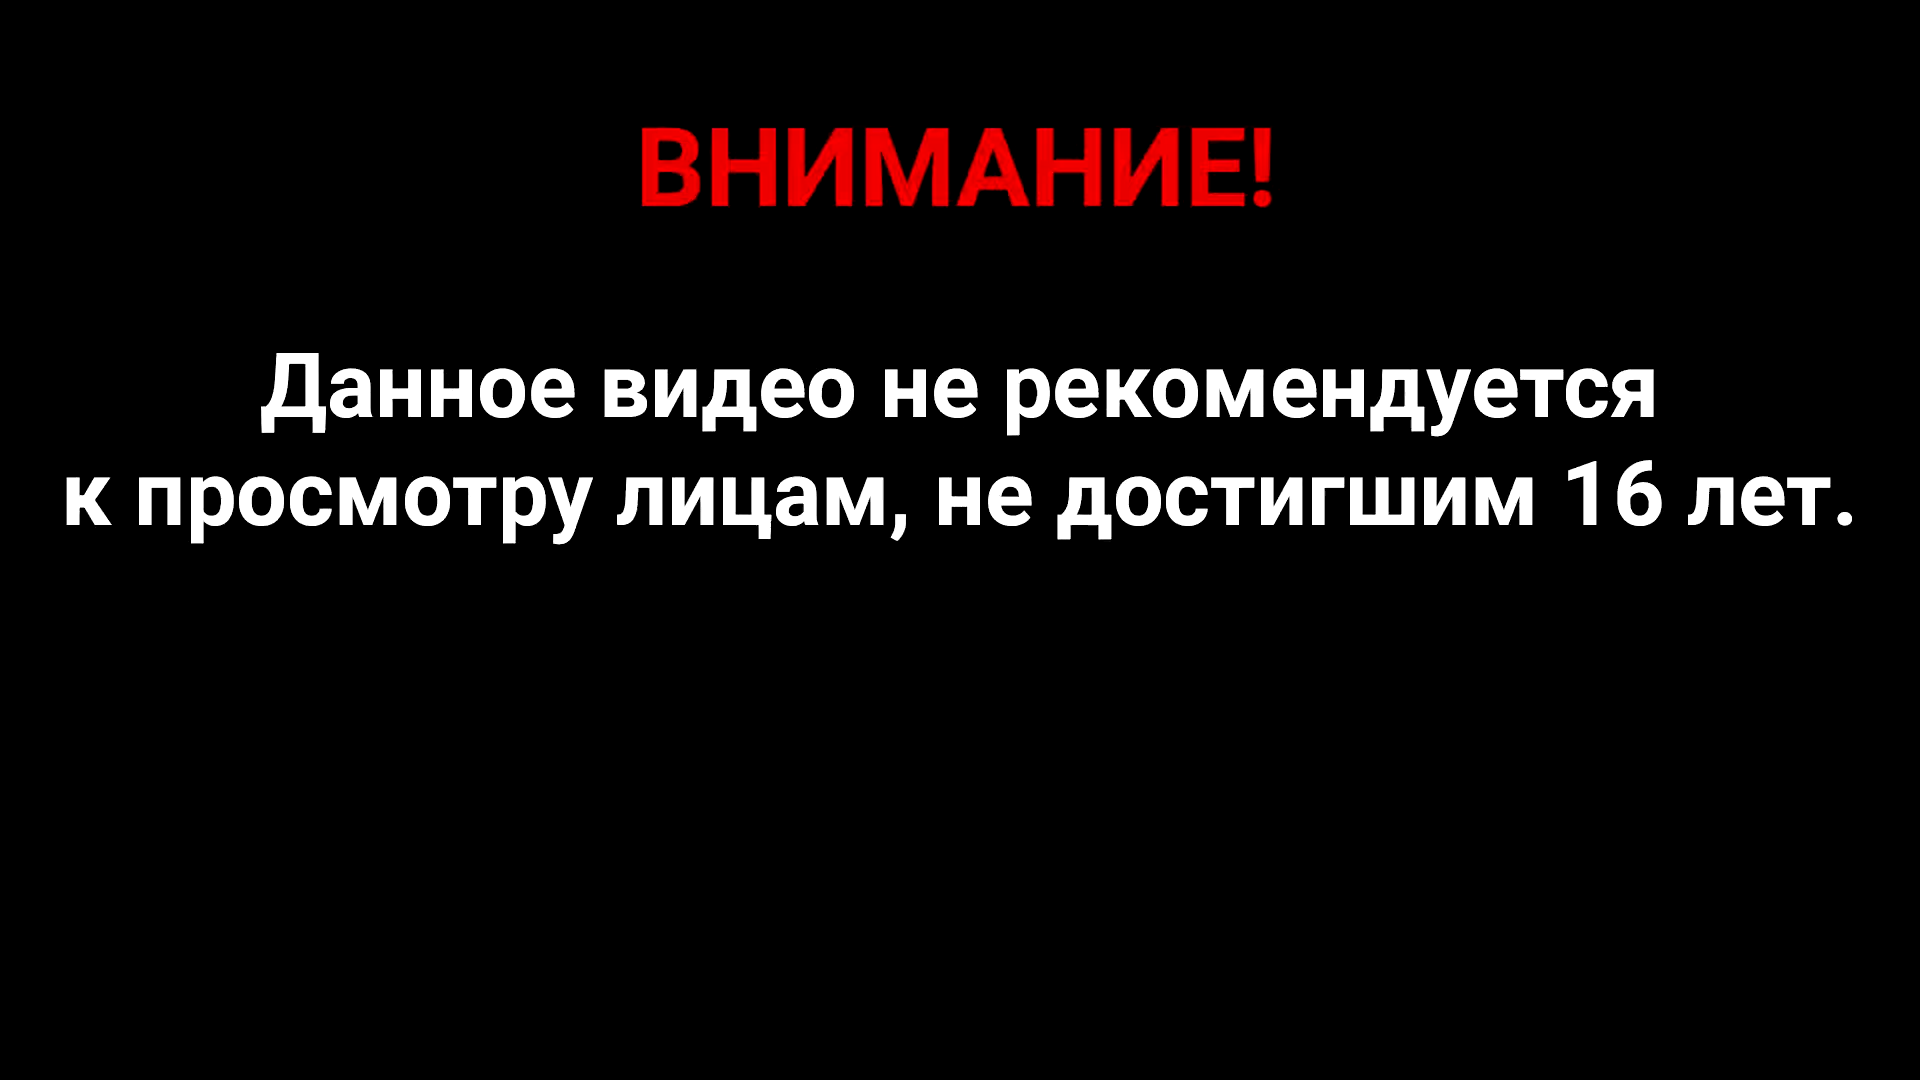 ВНИМАНИЕ!
Данное видео не рекомендуется
к просмотру лицам, не достигшим 16 лет.